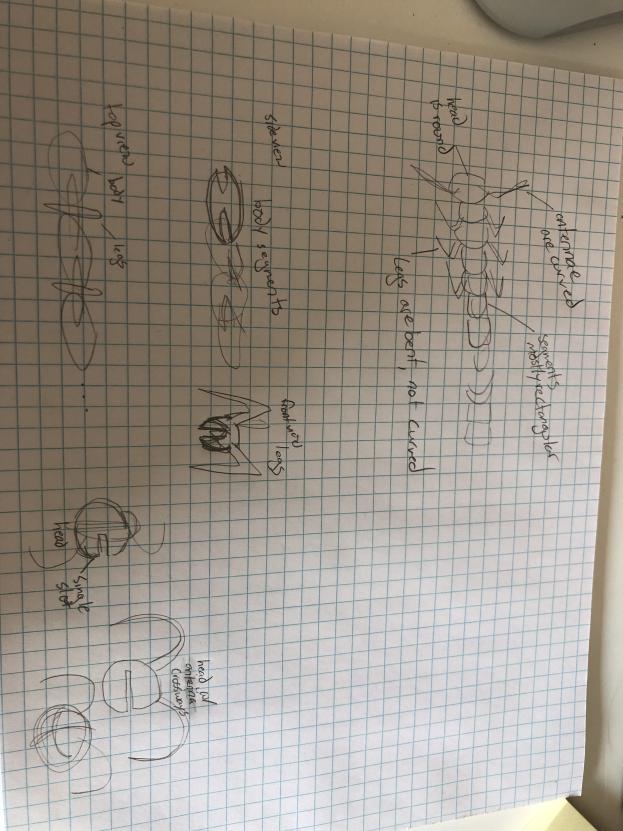 antennae
are curved
segments
mostly rectangular
head
is round
Legs are bent, not curved
side view
body segments
front view
legs
head w/
antenna
crossways
top view
body
legs
...
head
single
slot